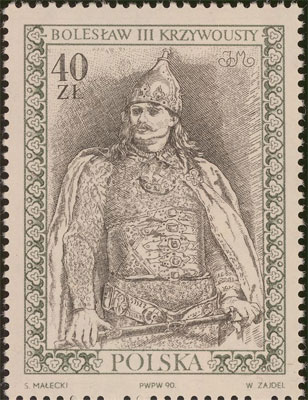 BOLESŁAW III KRZYWOUSTY
40
ZŁ
JM
POLSKA
S. MAŁECKI PWPW 90. W. ZAJDEL